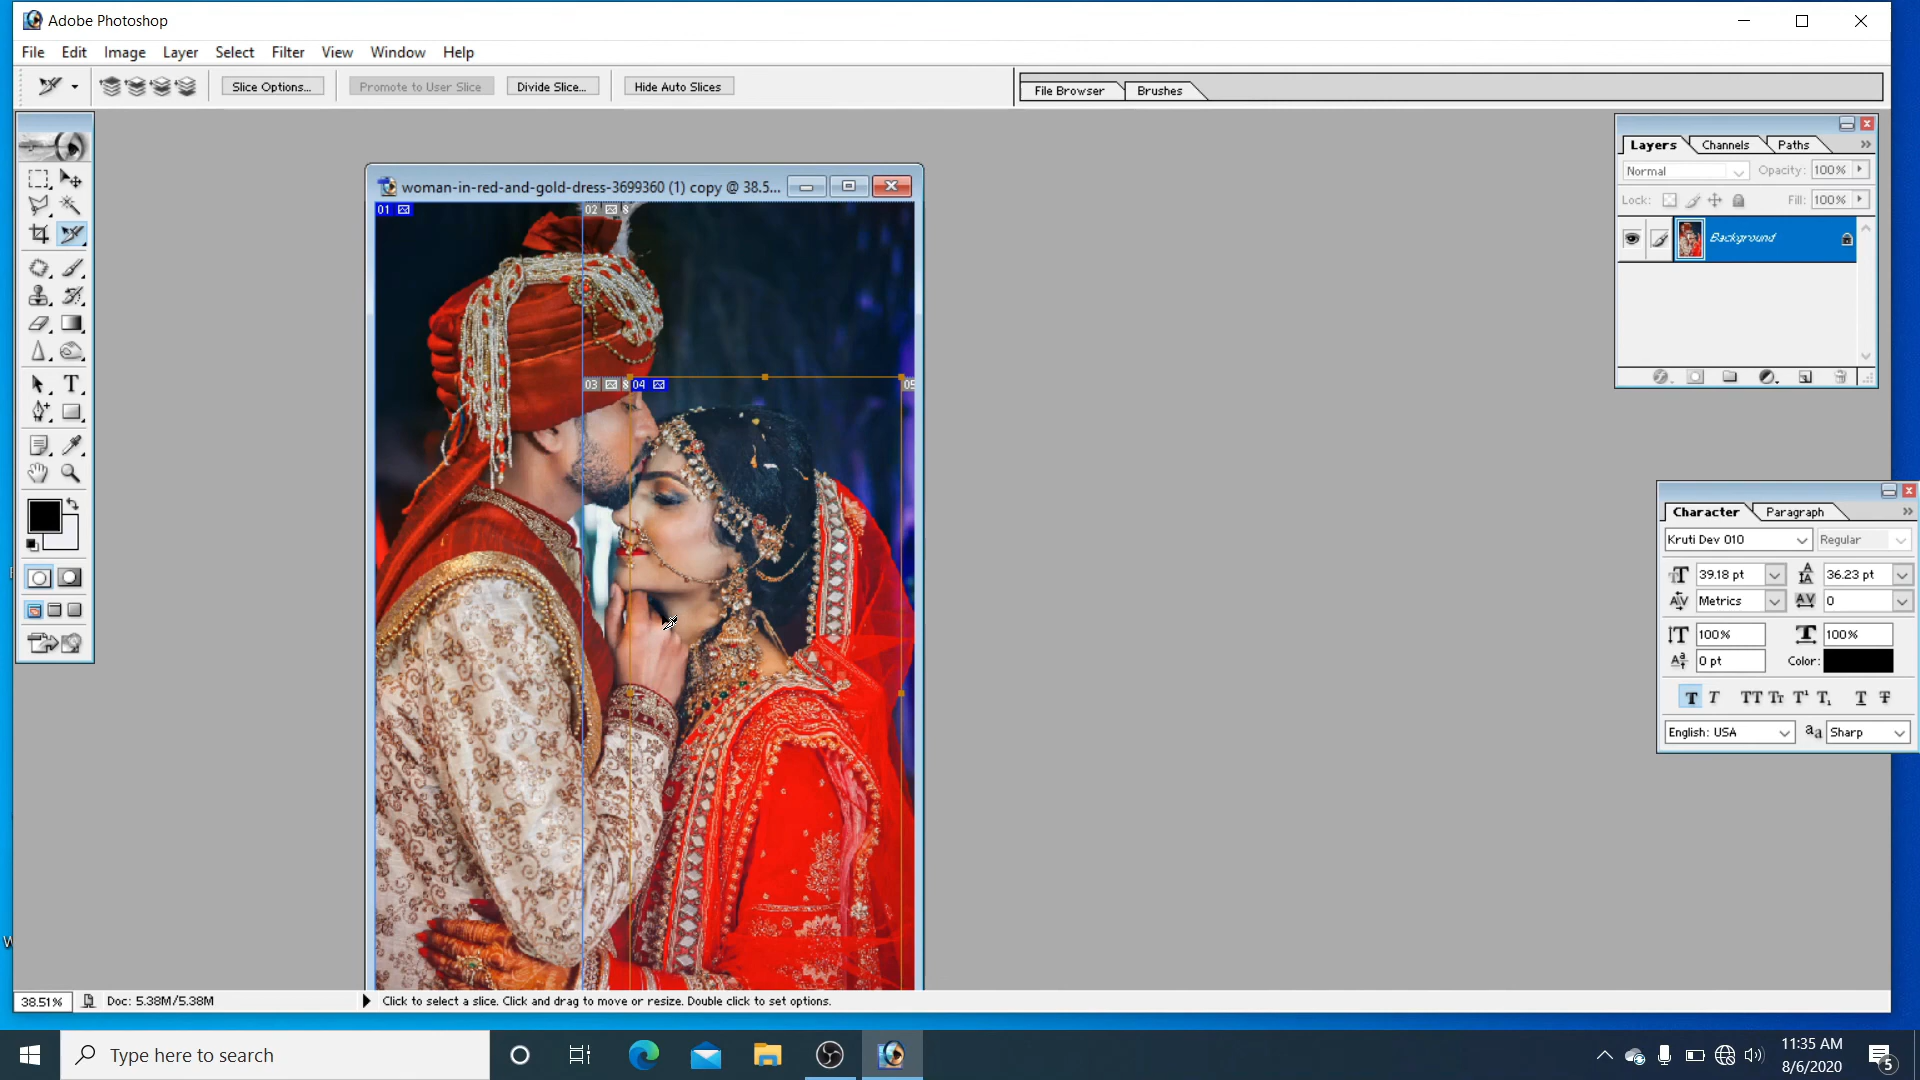 Adobe Photoshop
File Edit Image Layer Select Filter View Window Help
Slice Options... Promote to User Slice Divide Slice... Hide Auto Slices File Browser Brushes
Layers Channels Paths
Normal Opacity: 100%
Lock: Fill: 100%
Background
woman-in-red-and-gold-dress-3699360 (1) copy @ 38.5...
01 02
03 04 05
Character Paragraph
Kruti Dev 010 Regular
39.18 pt 36.23 pt
Metrics 0
100% 100%
0 pt Color:
English: USA Sharp
38.51% Doc: 5.38M/5.38M Click to select a slice. Click and drag to move or resize. Double click to set options.
Type here to search
11:35 AM
8/6/2020
5